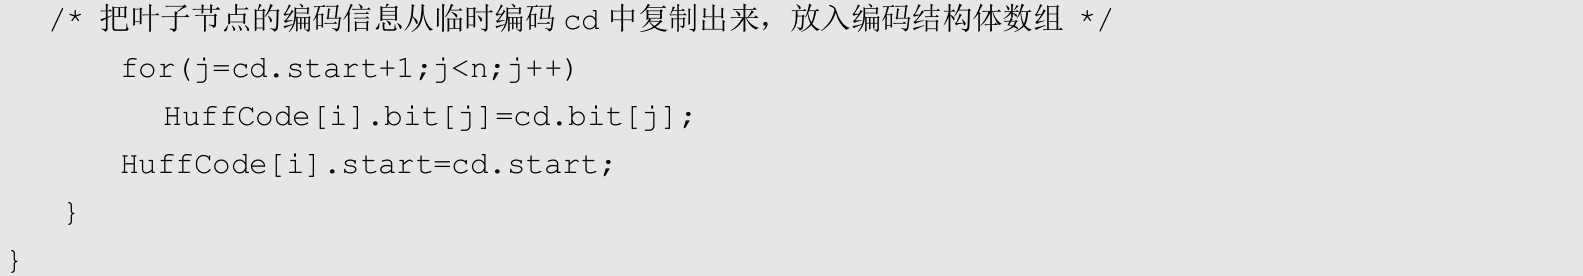 /* 把叶子节点的编码信息从临时编码 cd 中复制出来，放入编码结构体数组 */
for(j=cd.start+1;j<n;j++)
HuffCode[i].bit[j]=cd.bit[j];
HuffCode[i].start=cd.start;
}
}